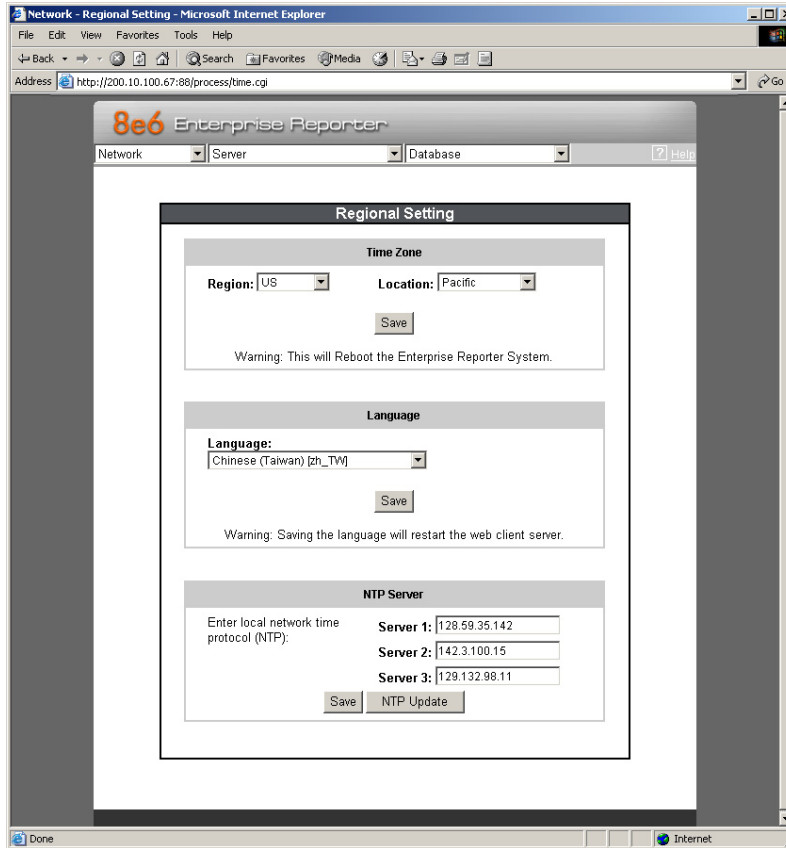 Network - Regional Setting - Microsoft Internet Explorer
File Edit View Favorites Tools Help
Back Search Favorites Media
Address http://200.10.100.67:88/process/time.cgi Go
8e6 Enterprise Reporter
Network Server Database ? Help
Regional Setting
Time Zone
Region: US Location: Pacific
Save
Warning: This will Reboot the Enterprise Reporter System.
Language
Language:
Chinese (Taiwan) [zh_TW]
Save
Warning: Saving the language will restart the web client server.
NTP Server
Enter local network time
protocol (NTP):
Server 1: 128.59.35.142
Server 2: 142.3.100.15
Server 3: 129.132.98.11
Save NTP Update
Done Internet